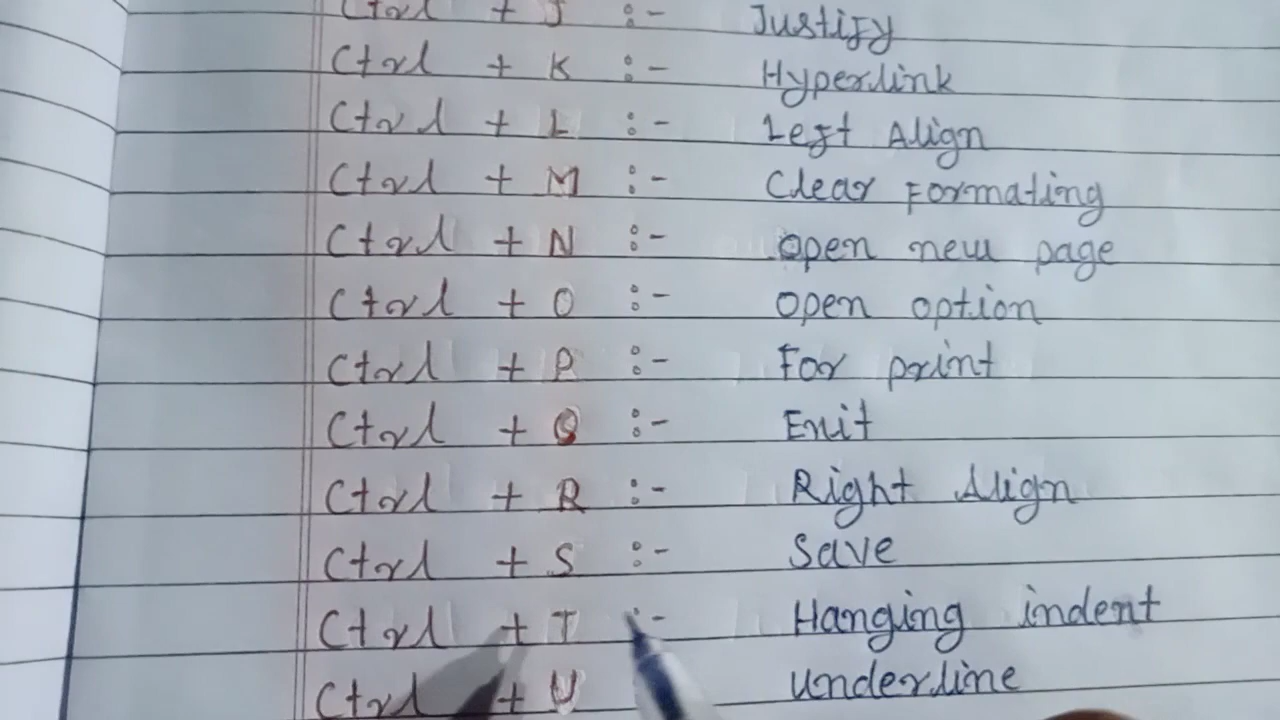 Ctrl + J :- Justify
Ctrl + K :- Hyperlink
Ctrl + L :- Left Align
Ctrl + M :- Clear Formating
Ctrl + N :- Open new page
Ctrl + O :- Open option
Ctrl + P :- For print
Ctrl + Q :- Exit
Ctrl + R :- Right Align
Ctrl + S :- Save
Ctrl + T :- Hanging indent
Ctrl + U Underline